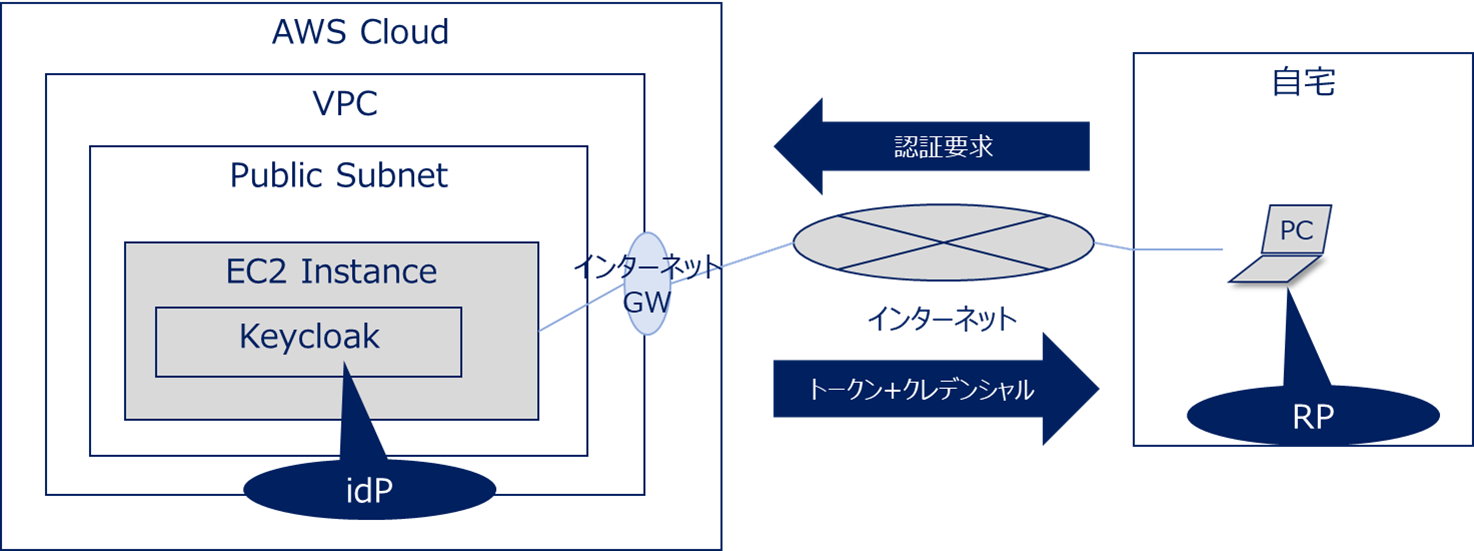 AWS Cloud
VPC
Public Subnet
EC2 Instance
Keycloak
idP
インターネット
GW
認証要求
インターネット
トークン+クレデンシャル
自宅
PC
RP